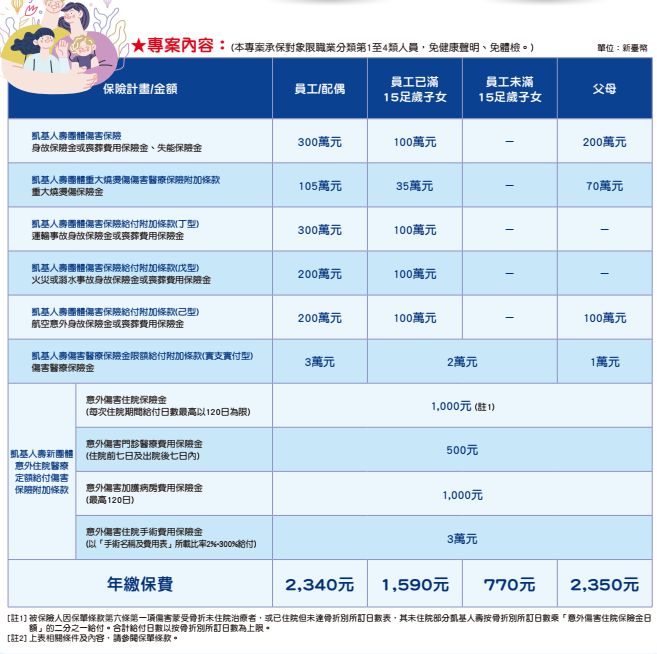 ★專案內容：(本專案承保對象限職業分類第1至4類人員，免健康聲明、免體檢。)
單位：新臺幣
保險計畫/金額 員工/配偶 員工已滿15足歲子女 員工未滿15足歲子女 父母
凱基人壽團體傷害保險
身故保險金或喪葬費用保險金、失能保險金
300萬元 100萬元 － 200萬元
凱基人壽團體重大燒燙傷傷害醫療保險附加條款
重大燒燙傷保險金
105萬元 35萬元 － 70萬元
凱基人壽團體傷害保險給付附加條款(丁型)
運輸事故身故保險金或喪葬費用保險金
300萬元 100萬元 － －
凱基人壽團體傷害保險給付附加條款(戊型)
火災或溺水事故身故保險金或喪葬費用保險金
200萬元 100萬元 － －
凱基人壽團體傷害保險給付附加條款(己型)
航空意外身故保險金或喪葬費用保險金
200萬元 100萬元 － 100萬元
凱基人壽傷害醫療保險金限額給付附加條款(實支實付型)
傷害醫療保險金
3萬元 2萬元 1萬元
凱基人壽新團體
意外住院醫療
定額給付傷害
保險附加條款
意外傷害住院保險金
(每次住院期間給付日數最高以120日為限)
1,000元 (註1)
意外傷害門診醫療費用保險金
(住院前七日及出院後七日內)
500元
意外傷害加護病房費用保險金
(最高120日)
1,000元
意外傷害住院手術費用保險金
(以「手術名稱及費用表」所載比率2%~300%給付)
3萬元
年繳保費 2,340元 1,590元 770元 2,350元
[註1] 被保險人因保單條款第六條第一項傷害蒙受骨折未住院治療者，或已住院但未達骨折別所訂日數表，其未住院部分凱基人壽按骨折別所訂日數乘「意外傷害住院保險金日
額」的二分之一給付。合計給付日數以按骨折別所訂日數為上限。
[註2] 上表相關條件及內容，請參閱保單條款。